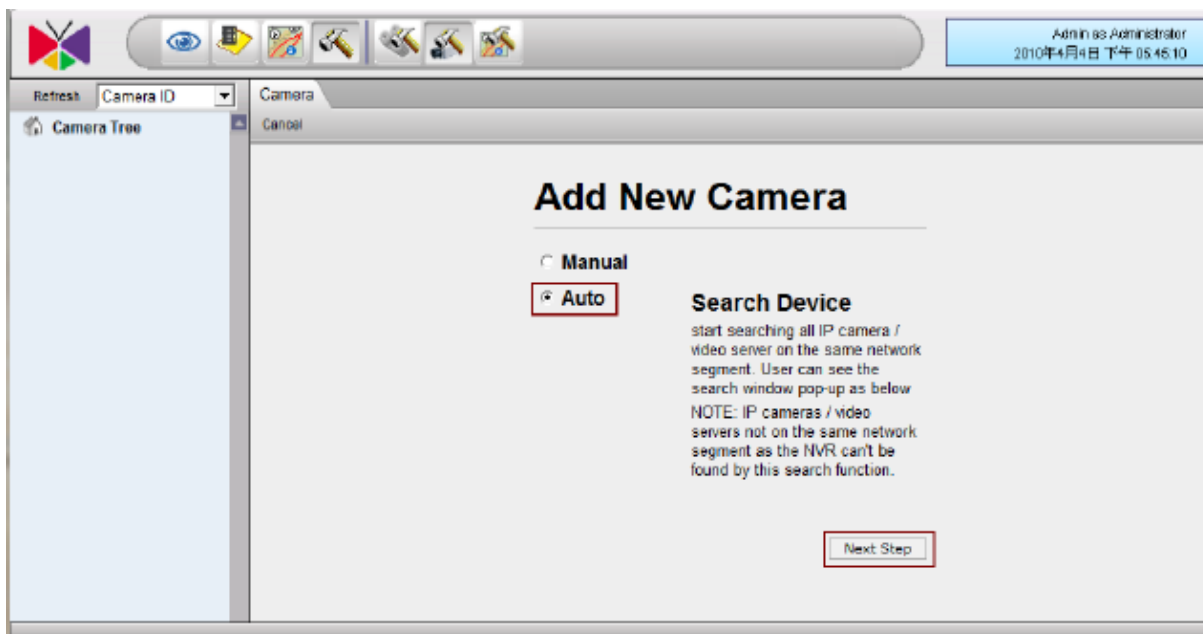 Admin as Administrator
2010年4月4日 下午 05:45:10
Refresh
Camera ID
Camera
Camera Tree
Cancel
Add New Camera
Manual
Auto
Search Device
start searching all IP camera /
video server on the same network
segment. User can see the
search window pop-up as below
NOTE: IP cameras / video
servers not on the same network
segment as the NVR can't be
found by this search function.
Next Step